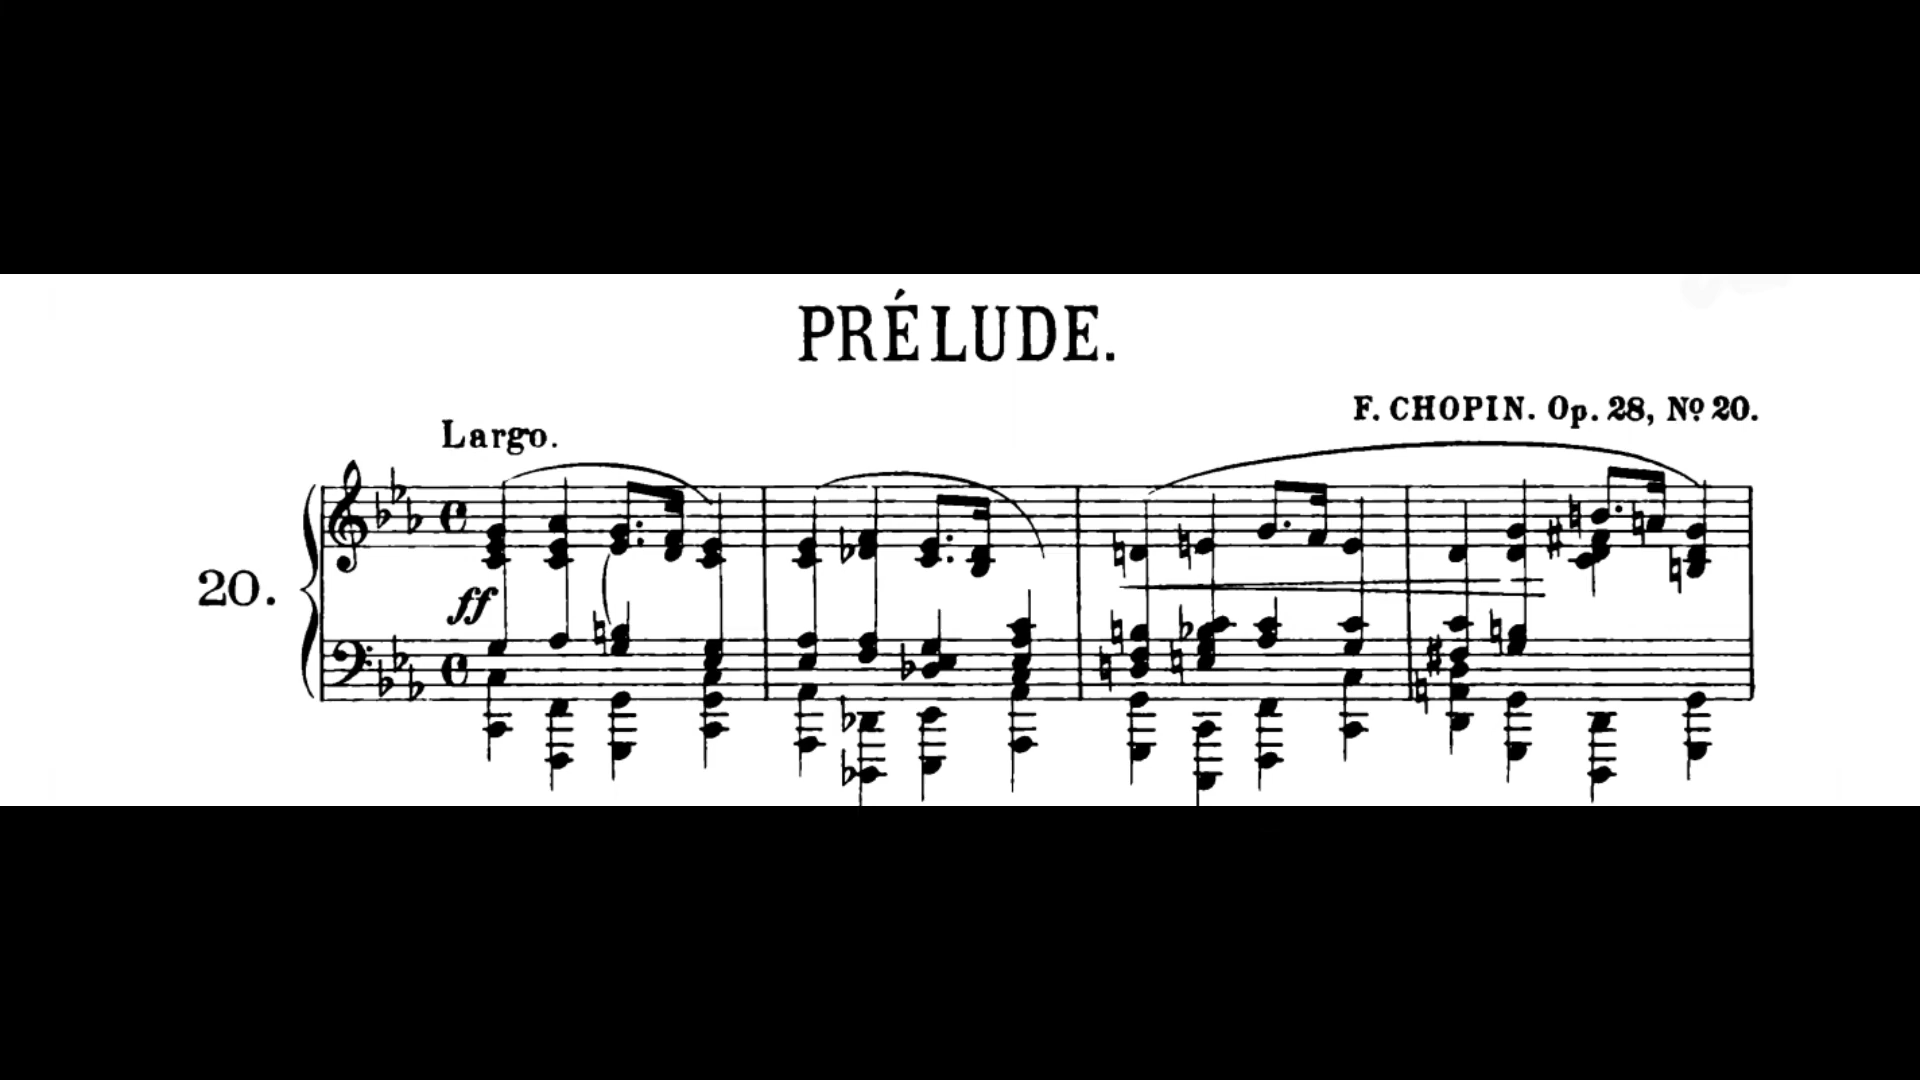 PRÉLUDE.
F. CHOPIN. Op. 28, No 20.
Largo.
20.
ff